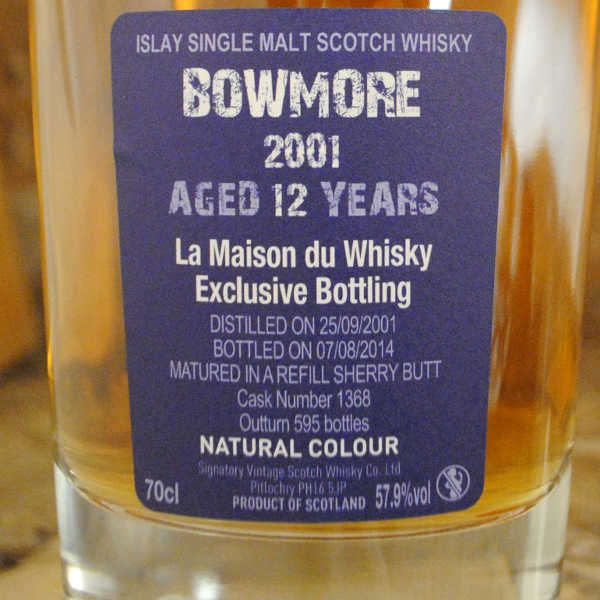 ISLAY SINGLE MALT SCOTCH WHISKY
BOWMORE
2001
AGED 12 YEARS
La Maison du Whisky
Exclusive Bottling
DISTILLED ON 25/09/2001
BOTTLED ON 07/08/2014
MATURED IN A REFILL SHERRY BUTT
Cask Number 1368
Outturn 595 bottles
NATURAL COLOUR
Signatory Vintage Scotch Whisky Co. Ltd
Pitlochry PH16 5JP
70cl PRODUCT OF SCOTLAND 57.9%vol